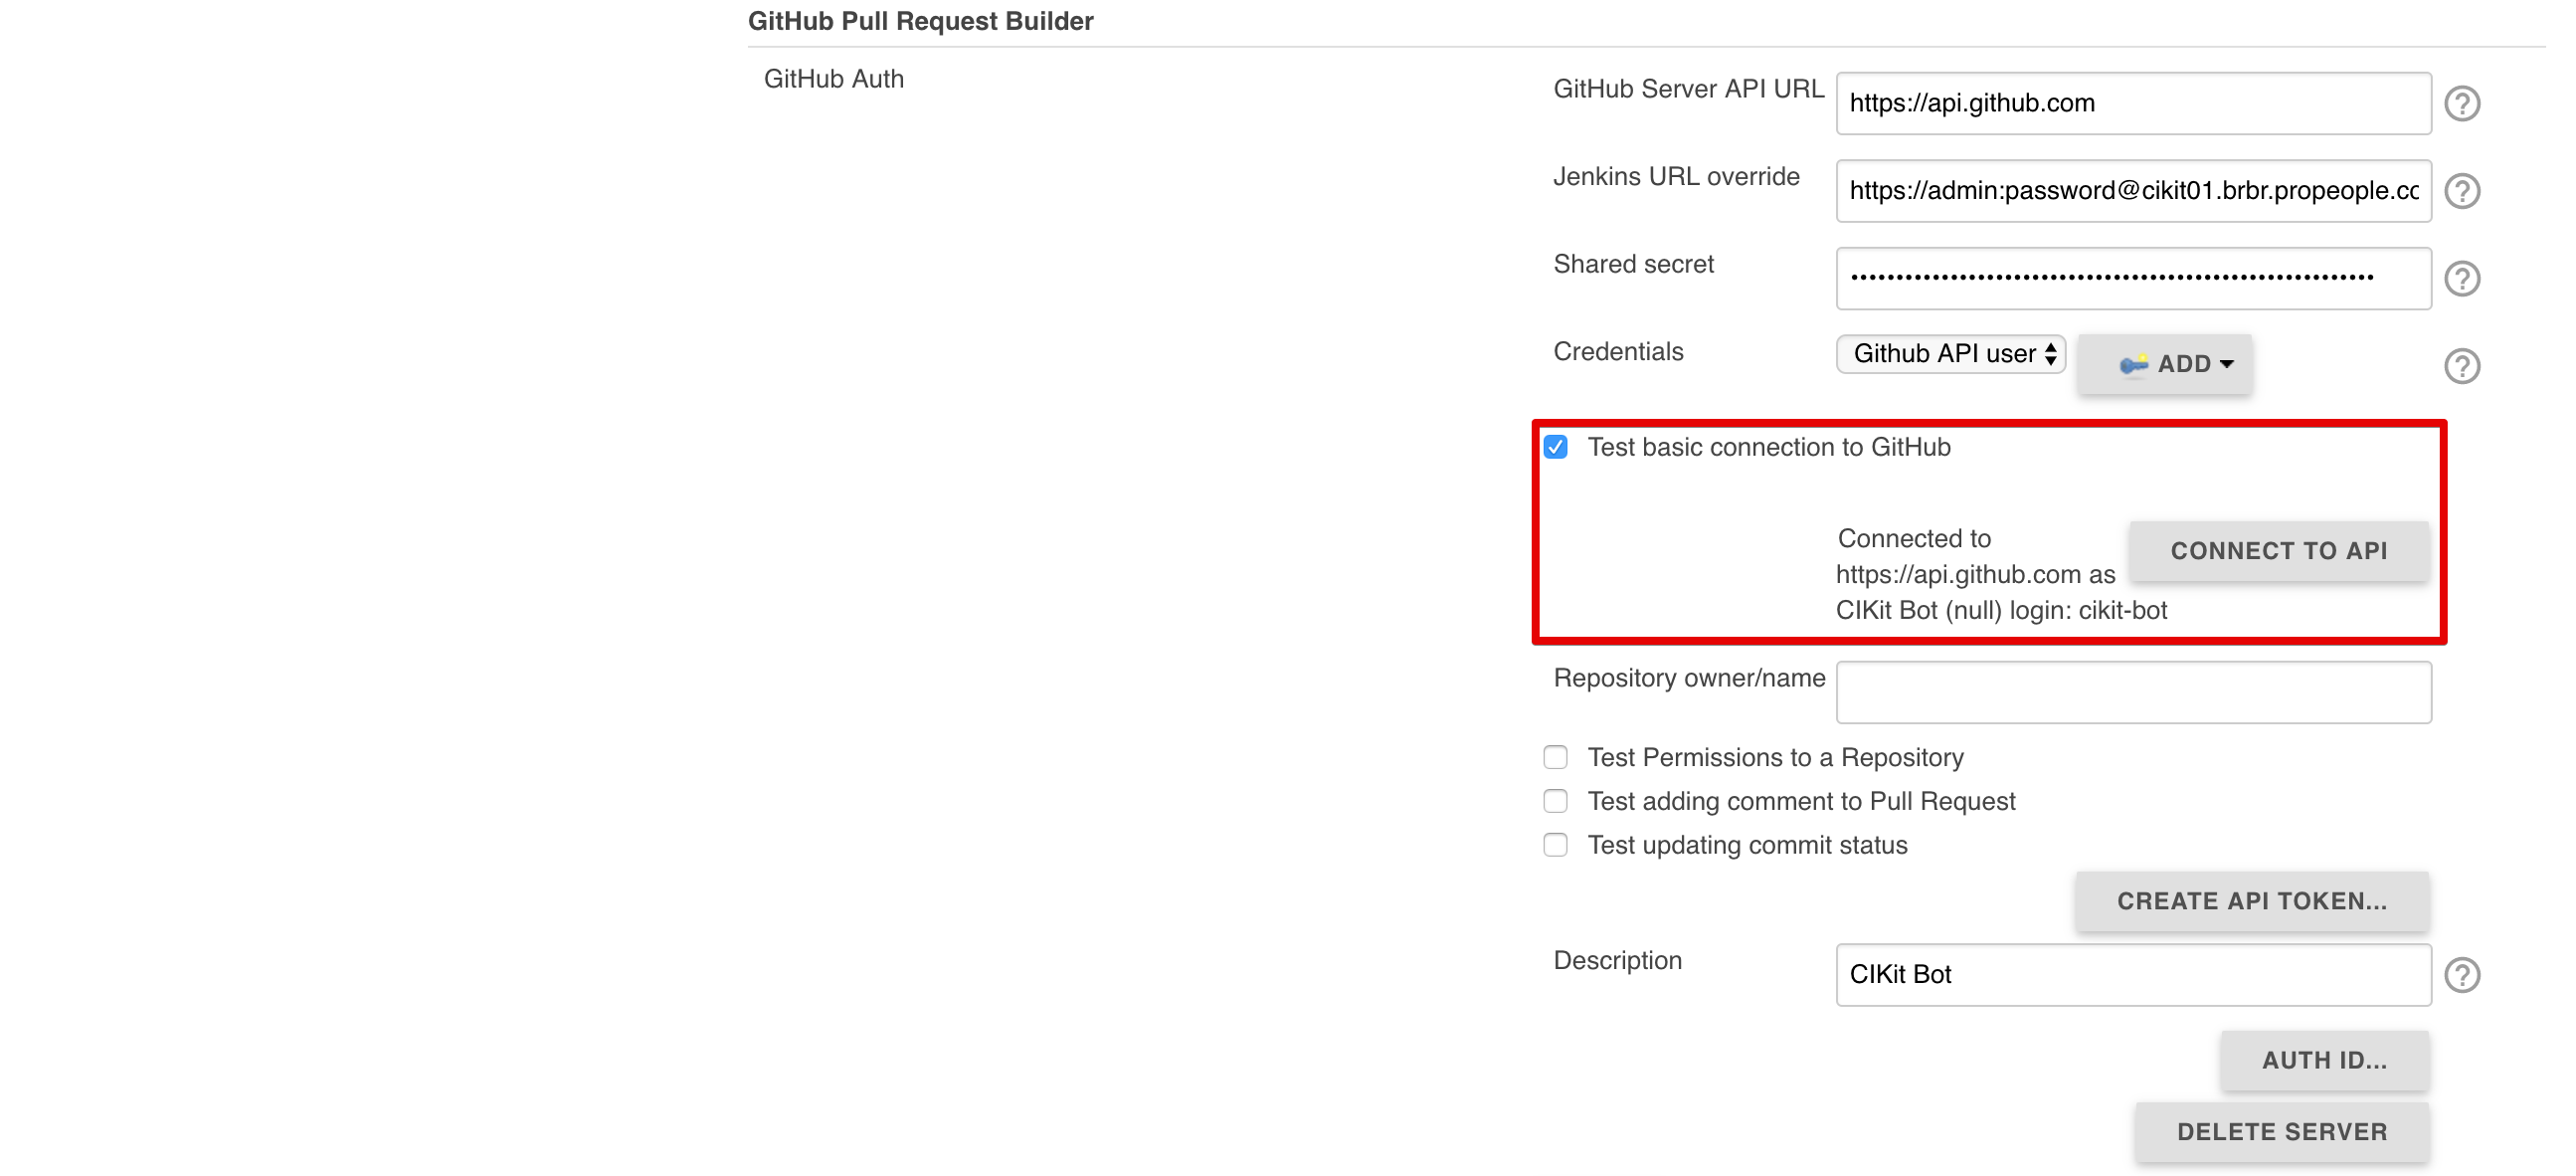 GitHub Pull Request Builder
GitHub Auth
GitHub Server API URL
https://api.github.com
Jenkins URL override
https://admin:password@cikit01.brbr.propeople.cc
Shared secret
Credentials
Github API user
ADD
Test basic connection to GitHub
Connected to
https://api.github.com as
CIKit Bot (null) login: cikit-bot
CONNECT TO API
Repository owner/name
Test Permissions to a Repository
Test adding comment to Pull Request
Test updating commit status
CREATE API TOKEN...
Description
CIKit Bot
AUTH ID...
DELETE SERVER